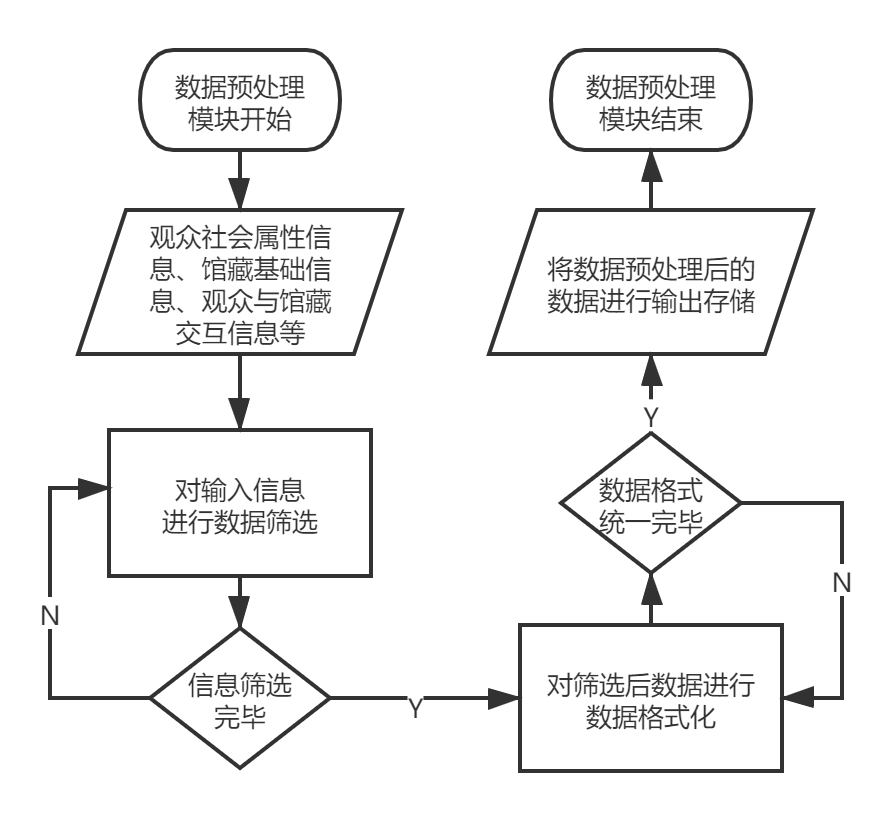 数据预处理
模块开始
观众社会属性信
息、馆藏基础信
息、观众与馆藏
交互信息等
对输入信息
进行数据筛选
N
信息筛选
完毕
Y
对筛选后数据进行
数据格式化
N
数据格式
统一完毕
Y
将数据预处理后的
数据进行输出存储
数据预处理
模块结束